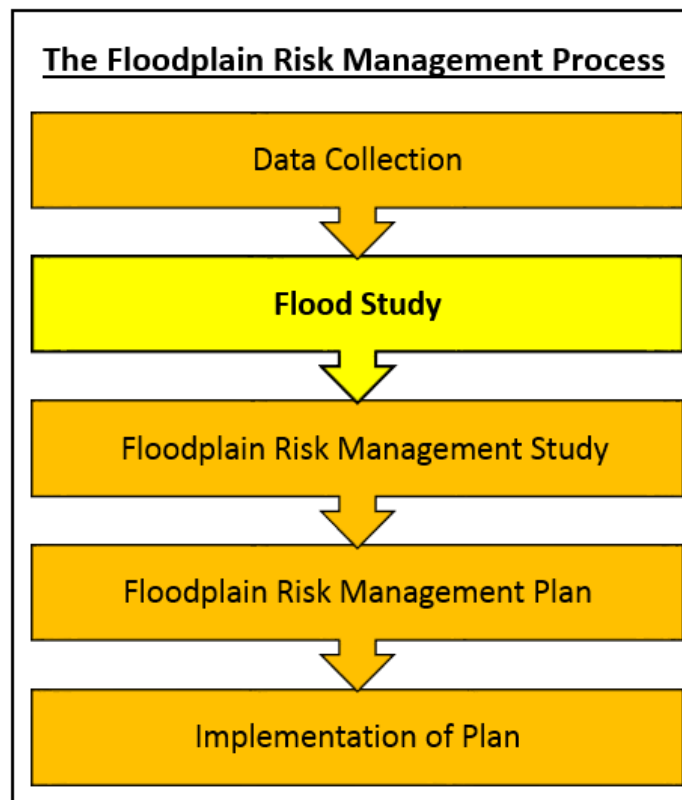 The Floodplain Risk Management Process
Data Collection
Flood Study
Floodplain Risk Management Study
Floodplain Risk Management Plan
Implementation of Plan